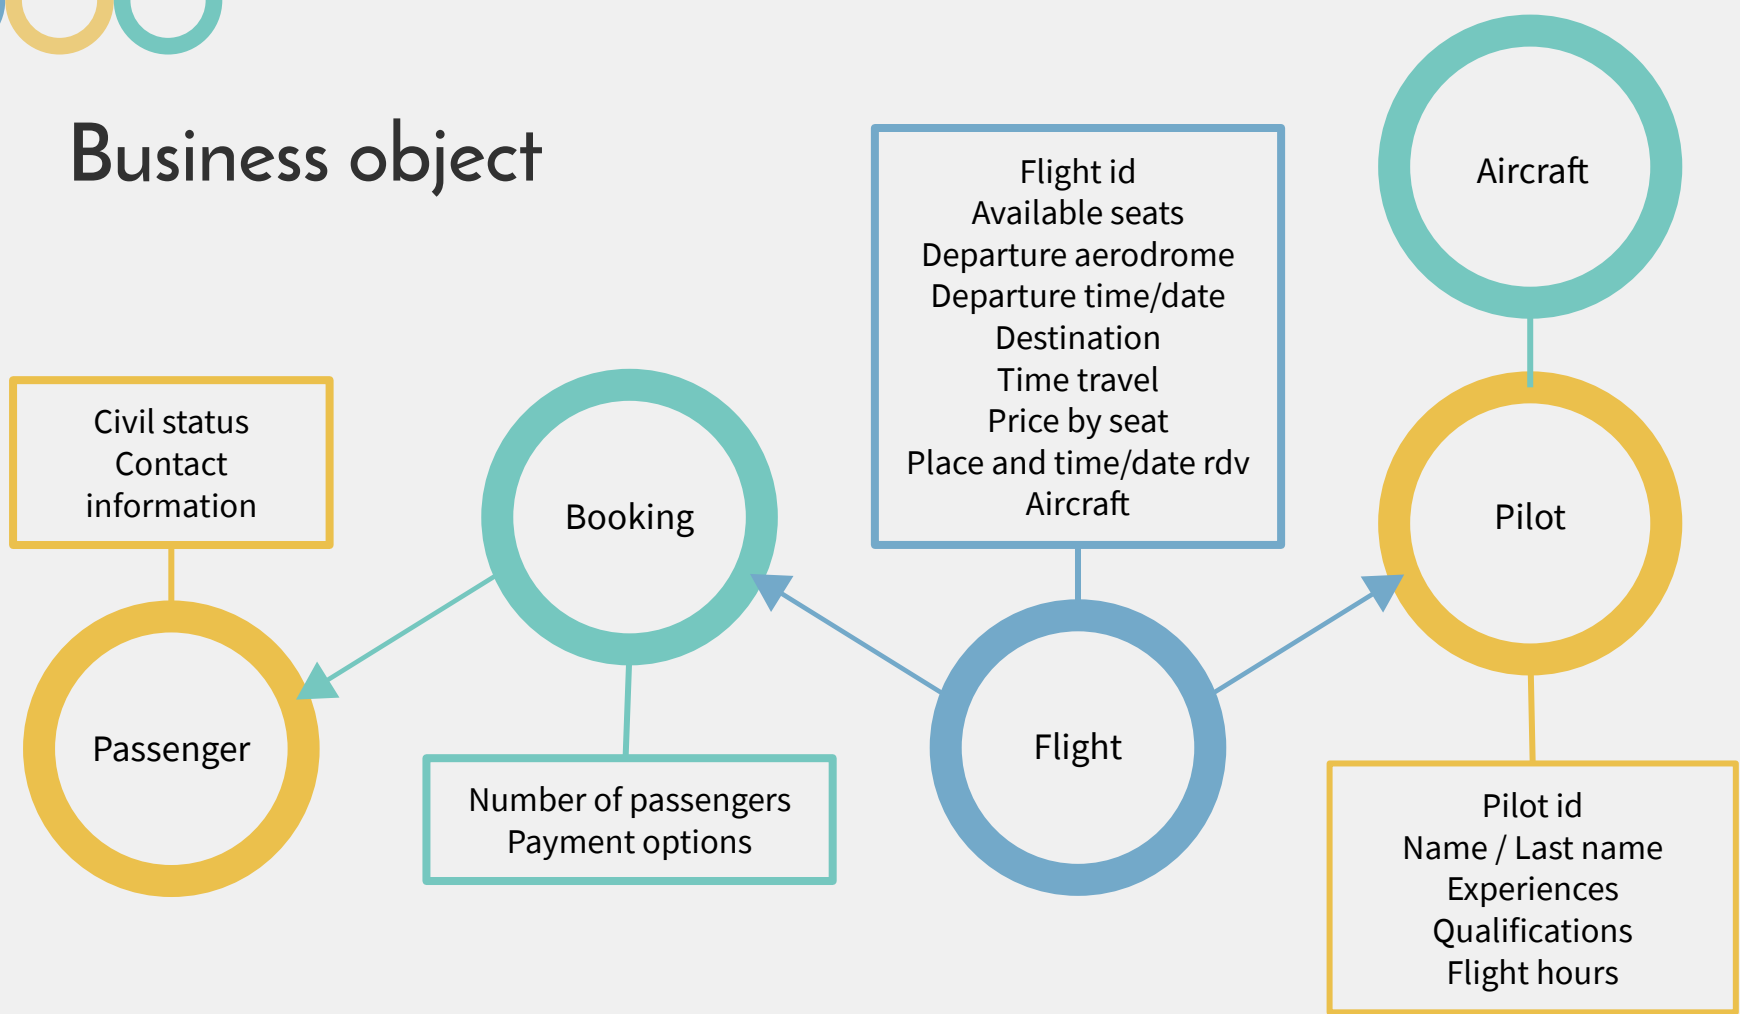 Business object
Flight id
Available seats
Departure aerodrome
Departure time/date
Destination
Time travel
Price by seat
Place and time/date rdv
Aircraft
Aircraft
Civil status
Contact
information
Booking
Pilot
Passenger
Flight
Number of passengers
Payment options
Pilot id
Name / Last name
Experiences
Qualifications
Flight hours